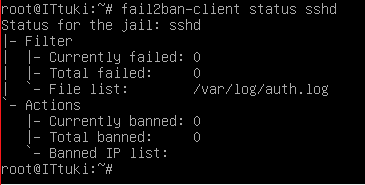 root@ITtuki:~# fail2ban-client status sshd
Status for the jail: sshd
|- Filter
|  |- Currently failed: 0
|  |- Total failed:     0
|  `- File list:        /var/log/auth.log
`- Actions
   |- Currently banned: 0
   |- Total banned:     0
   `- Banned IP list:
root@ITtuki:~#